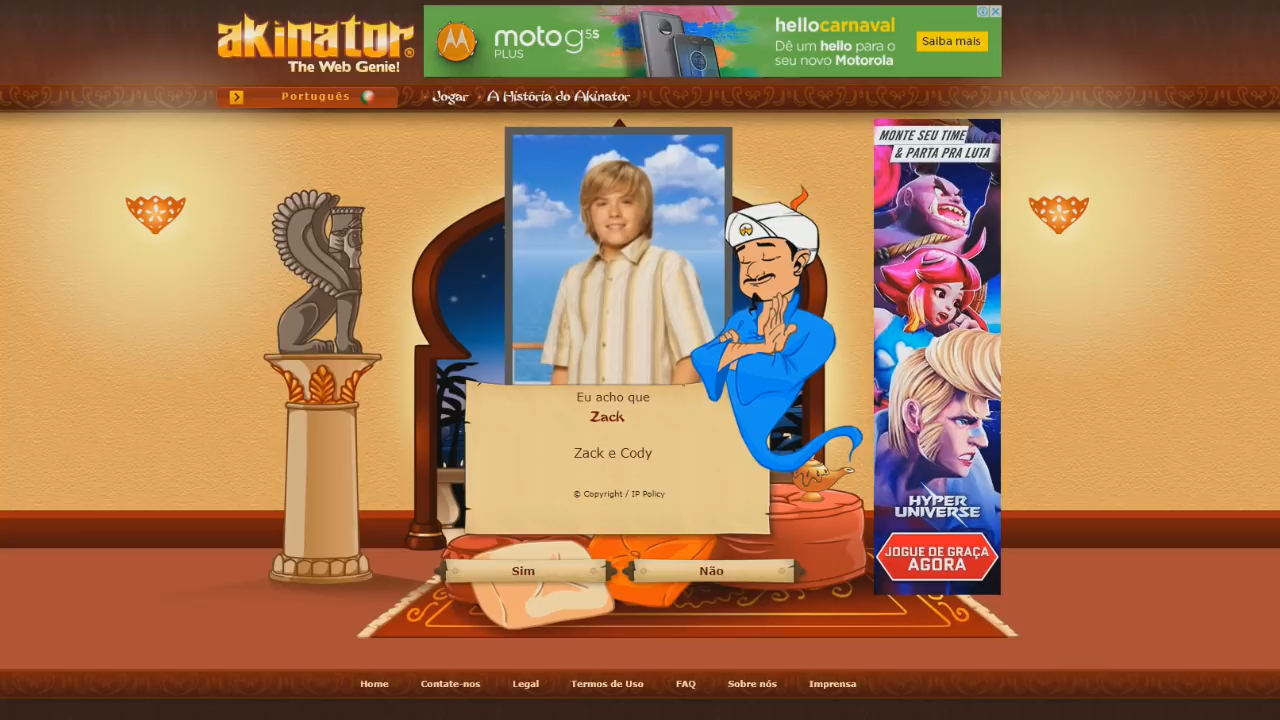 akinator®
The Web Genie!
moto g5s
PLUS
hellocarnaval
Dê um hello para o
seu novo Motorola
Saiba mais
Português
Jogar
A História do Akinator
MONTE SEU TIME
& PARTA PRA LUTA
Eu acho que
Zack
Zack e Cody
© Copyright / IP Policy
HYPER
UNIVERSE
JOGUE DE GRAÇA
AGORA
Sim
Não
Home
Contate-nos
Legal
Termos de Uso
FAQ
Sobre nós
Imprensa